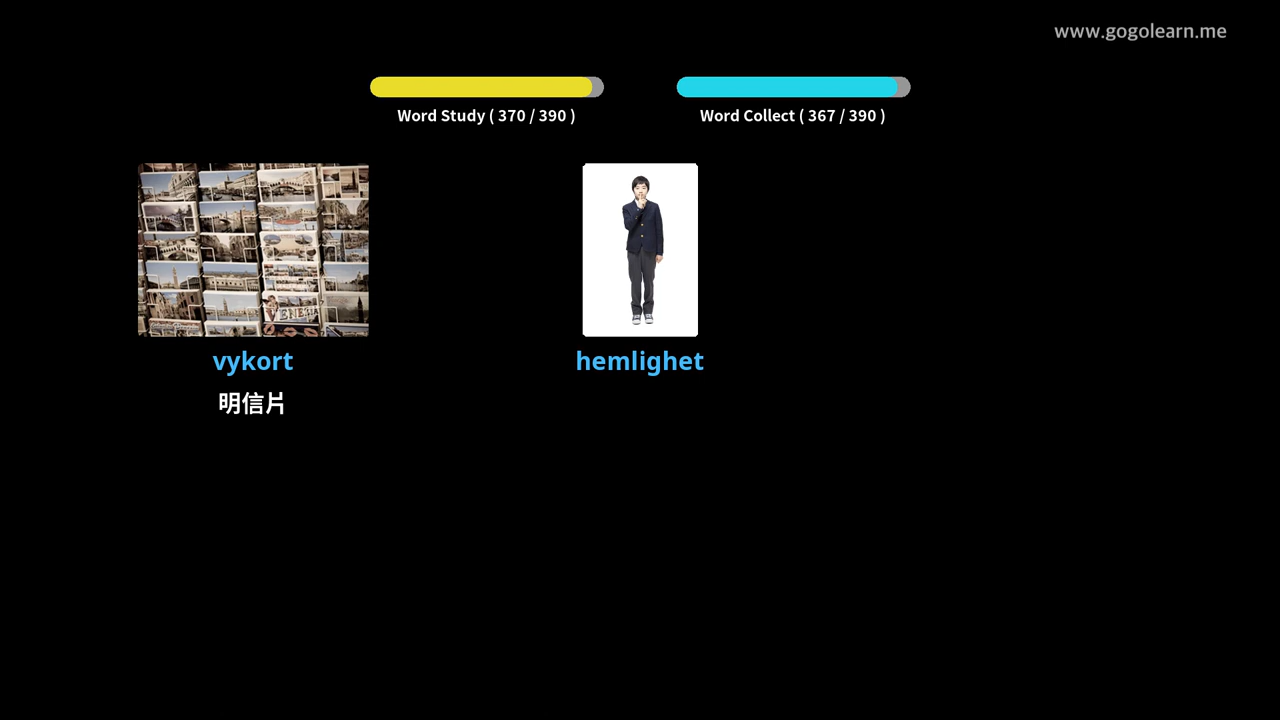 www.gogolearn.me
Word Study ( 370 / 390 )
Word Collect ( 367 / 390 )
vykort
明信片
hemlighet